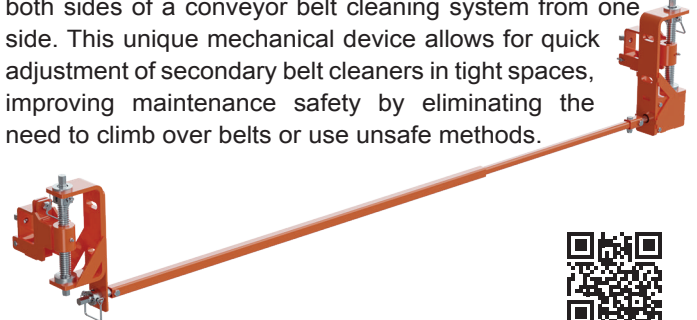 both sides of a conveyor belt cleaning system from one
side. This unique mechanical device allows for quick
adjustment of secondary belt cleaners in tight spaces,
improving maintenance safety by eliminating the
need to climb over belts or use unsafe methods.